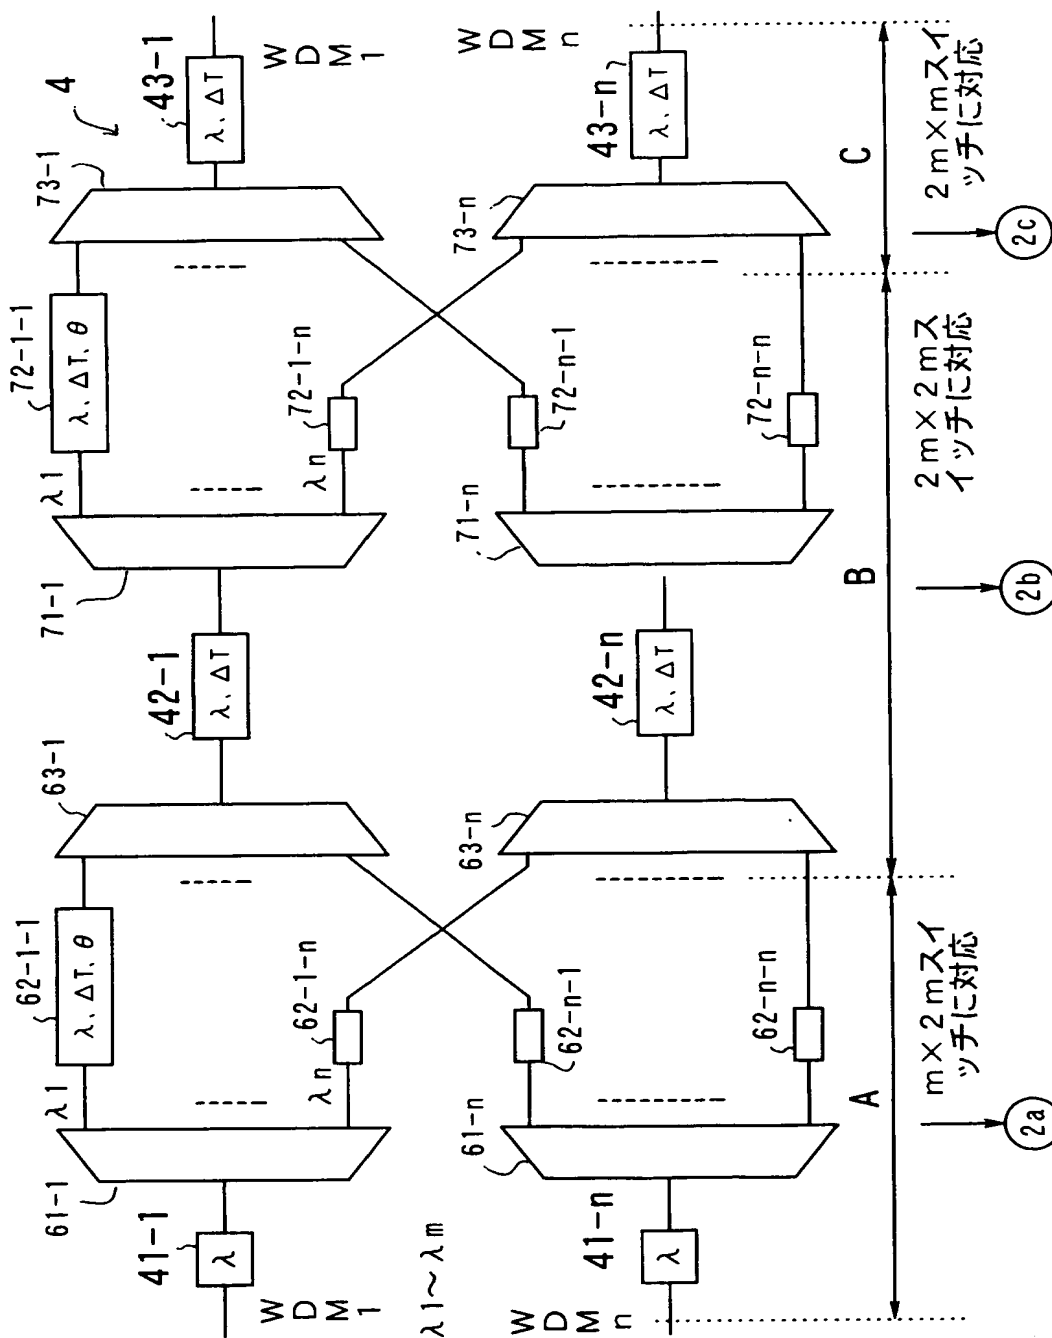 4
WDM1
41-1
λ
61-1
λ1
62-1-1
λ、ΔT、θ
λn
62-1-n
63-1
42-1
λ、ΔT
71-1
λ1
72-1-1
λ、ΔT、θ
λn
72-1-n
73-1
43-1
λ、ΔT
WDM1
λ1～λm
WDMn
41-n
λ
61-n
62-n-1
62-n-n
63-n
42-n
λ、ΔT
71-n
72-n-1
72-n-n
73-n
43-n
λ、ΔT
WDMn
A
B
C
m×2mスイ
ッチに対応
2m×2mス
イッチに対応
2m×mスイ
ッチに対応
2a
2b
2c